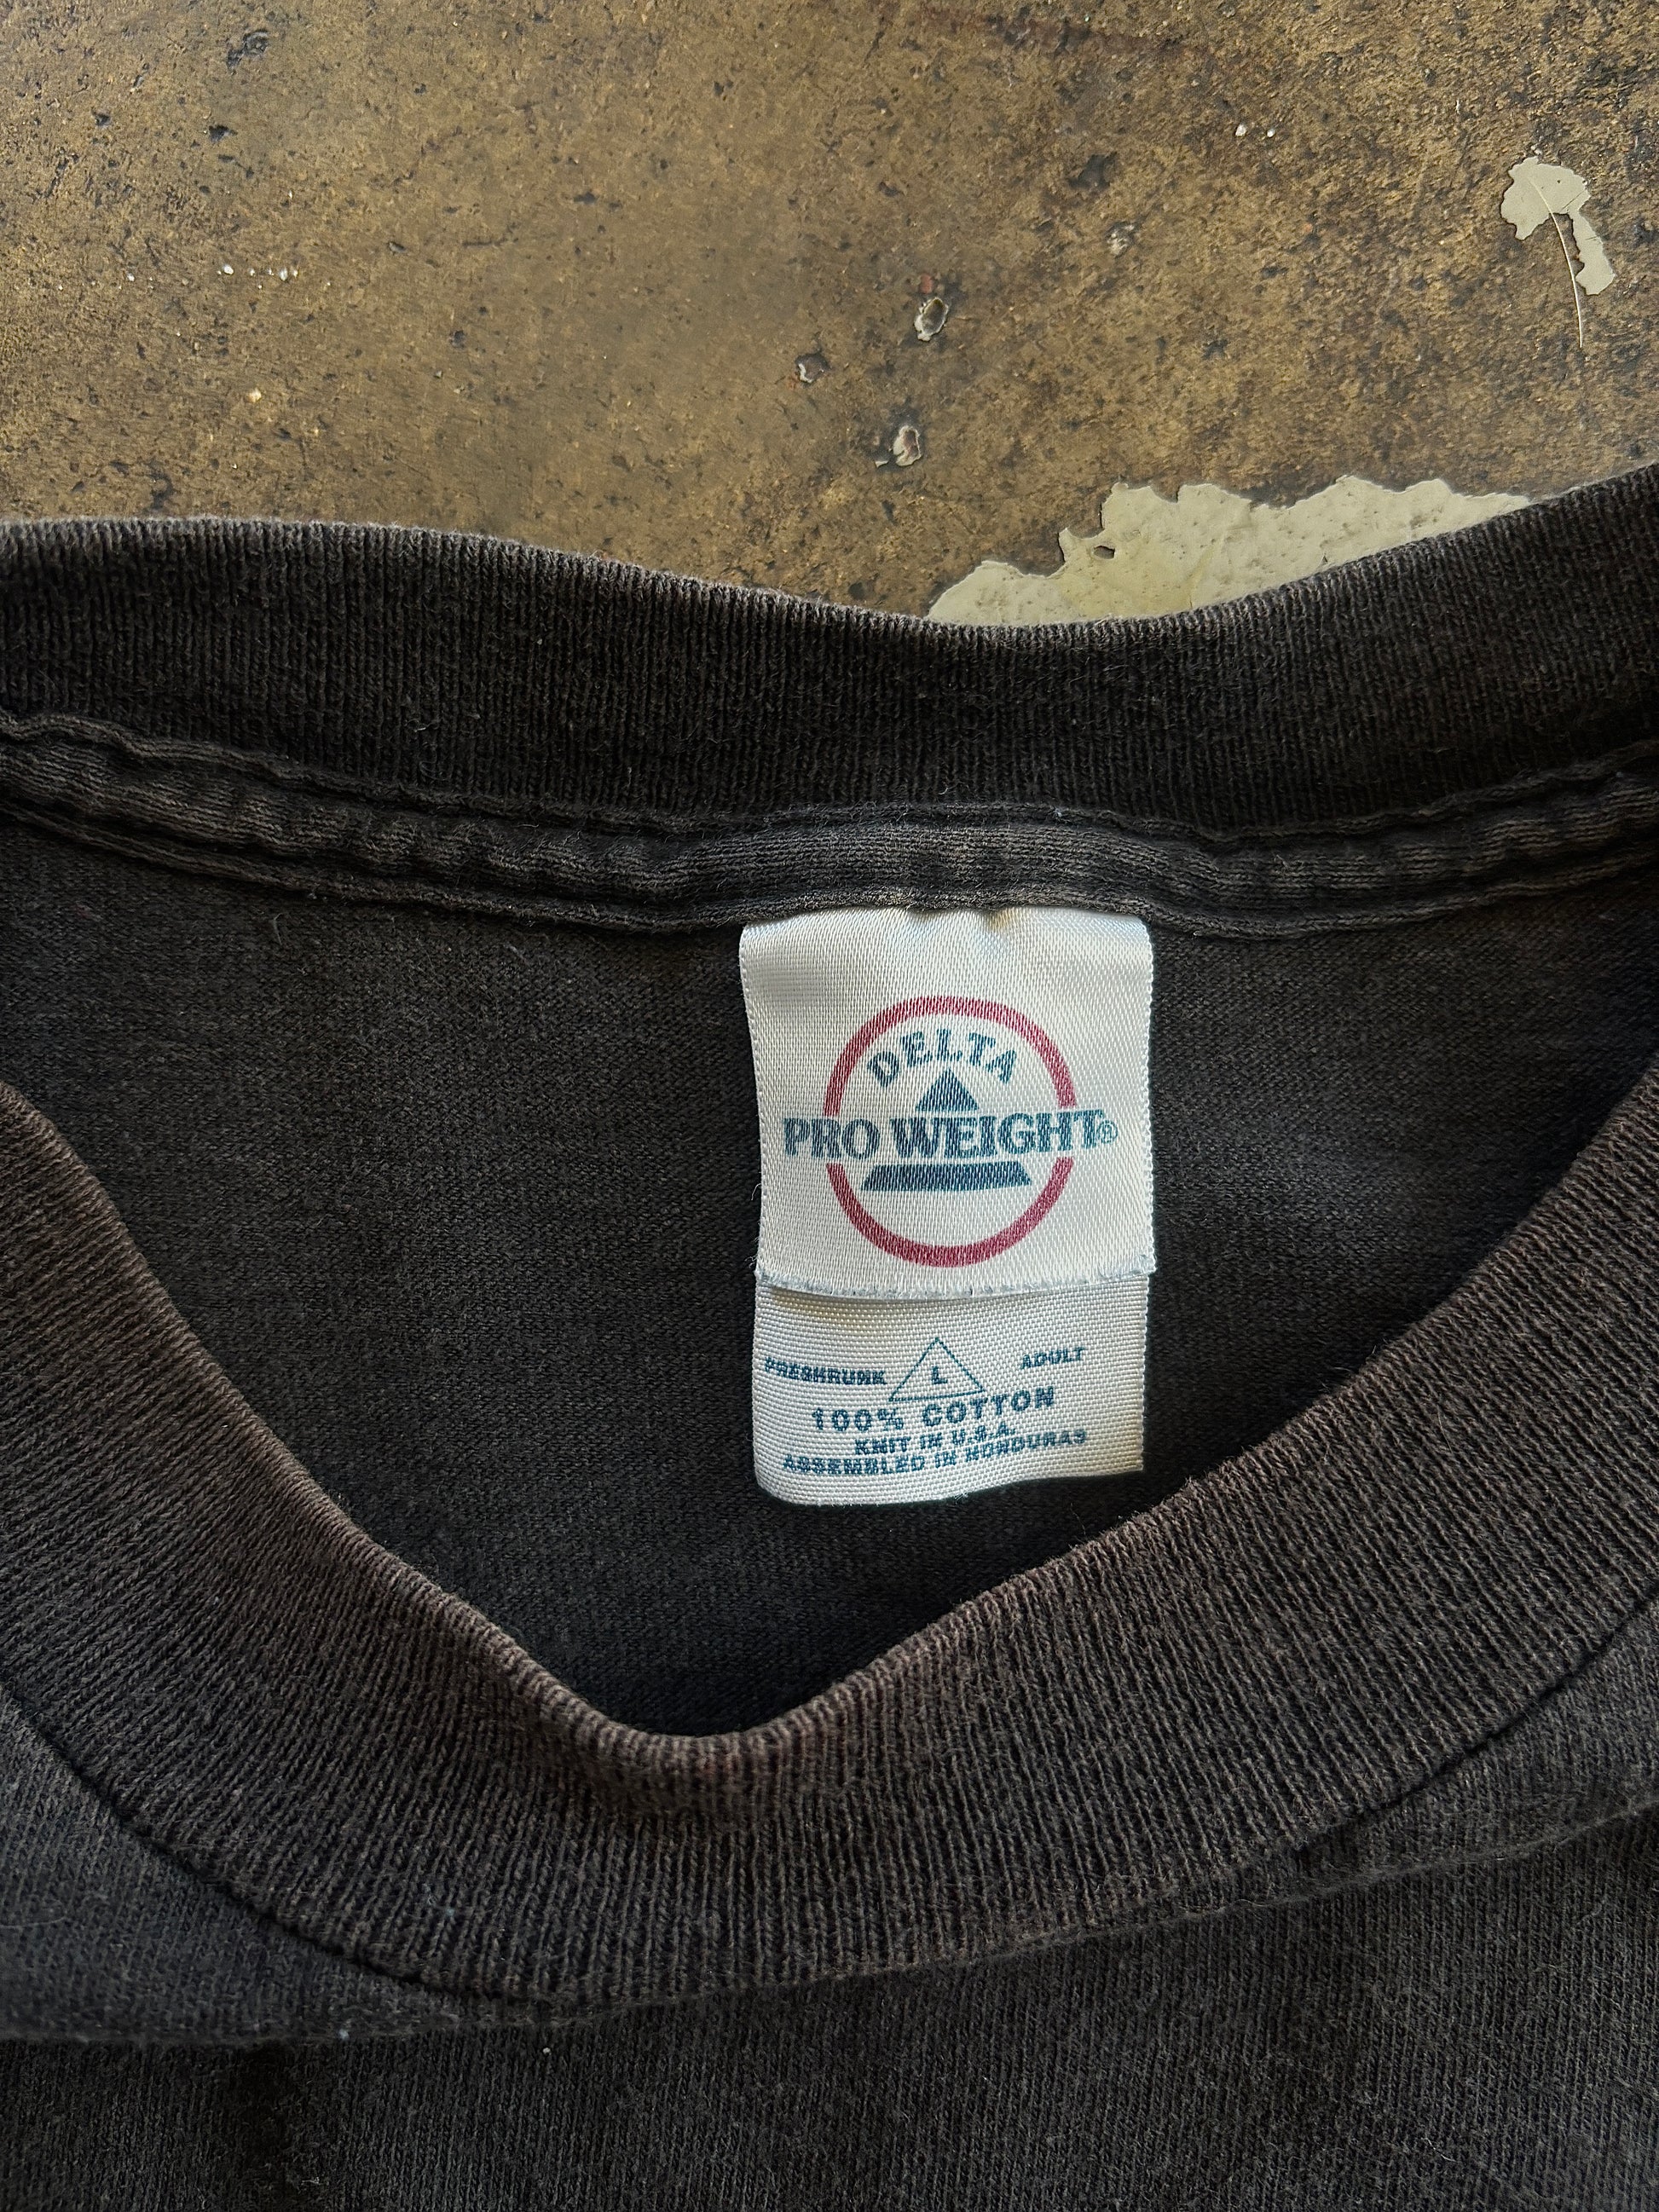 DELTA
PRO WEIGHT®
PRESHRUNK L ADULT
100% COTTON
KNIT IN U.S.A.
ASSEMBLED IN HONDURAS